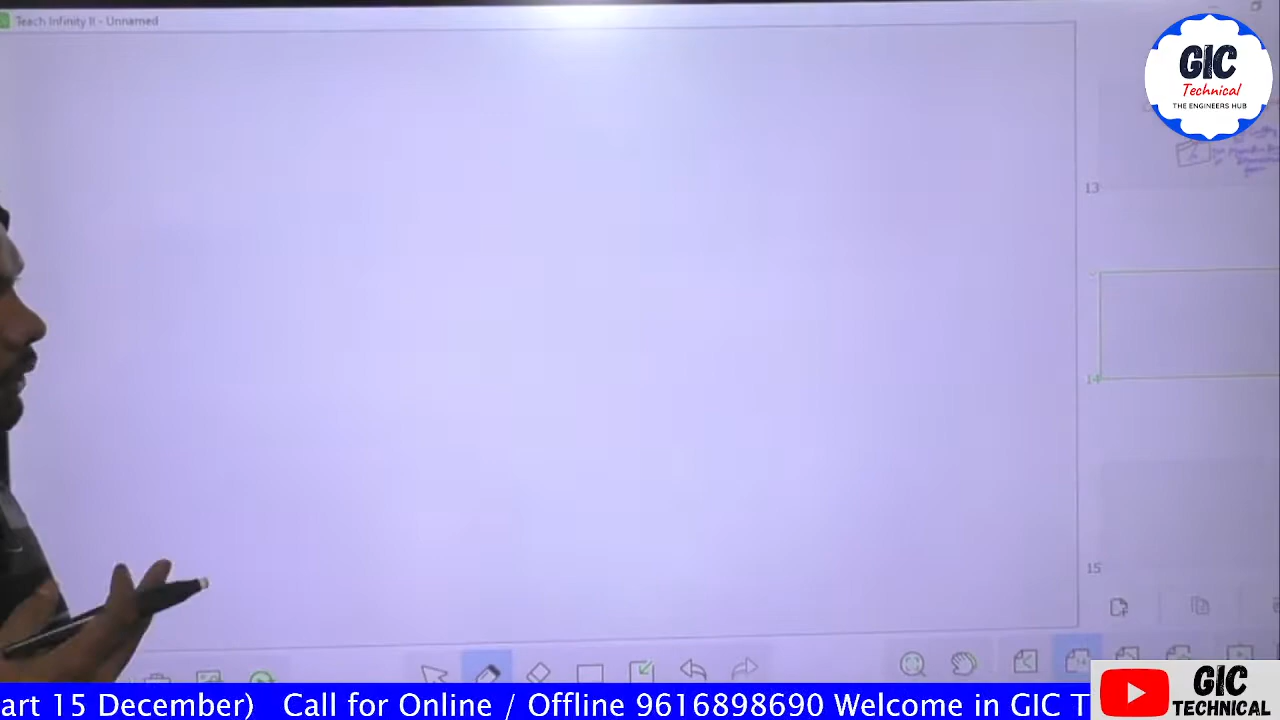 Teach Infinity II - Unnamed
GIC
Technical
THE ENGINEERS HUB
13
14
15
art 15 December) Call for Online / Offline 9616898690 Welcome in GIC T
GIC
TECHNICAL